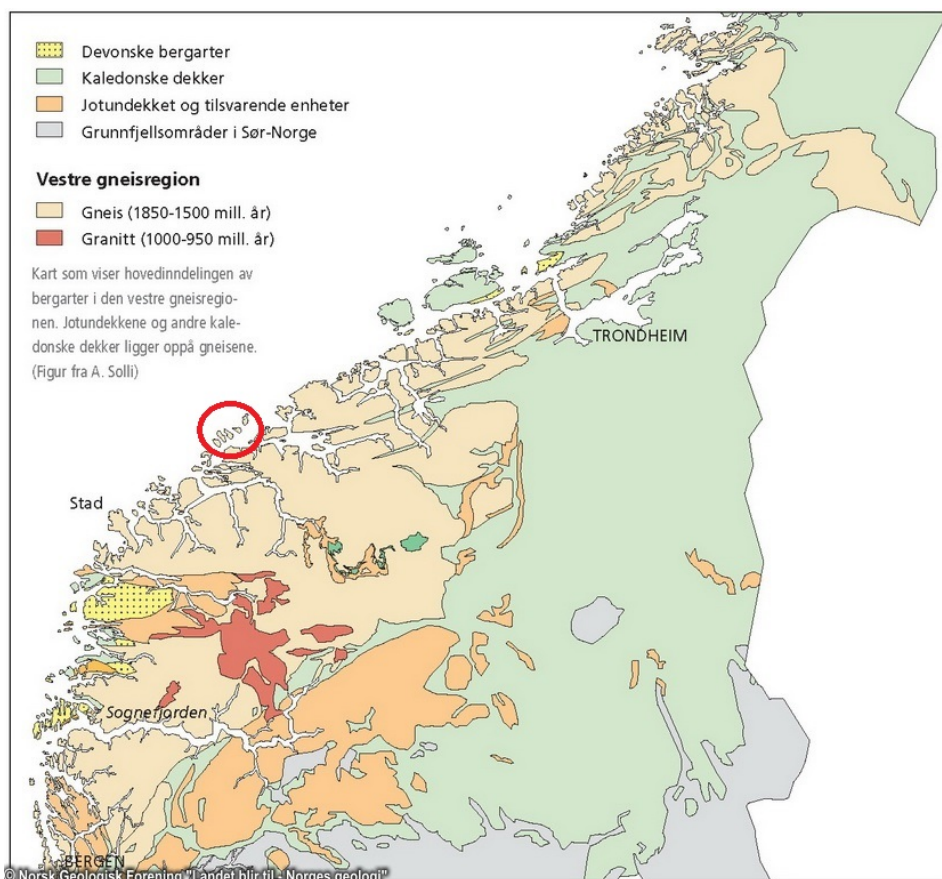 Devonske bergarter
Kaledonske dekker
Jotundekket og tilsvarende enheter
Grunnfjellsområder i Sør-Norge
Vestre gneisregion
Gneis (1850-1500 mill. år)
Granitt (1000-950 mill. år)
Kart som viser hovedinndelingen av
bergarter i den vestre gneisregio-
nen. Jotundekkene og andre kale-
donske dekker ligger oppå gneisene.
(Figur fra A. Solli)
TRONDHEIM
Stad
Sognefjorden
BERGEN
© Norsk Geologisk Forening "Landet blir til - Norges geologi"